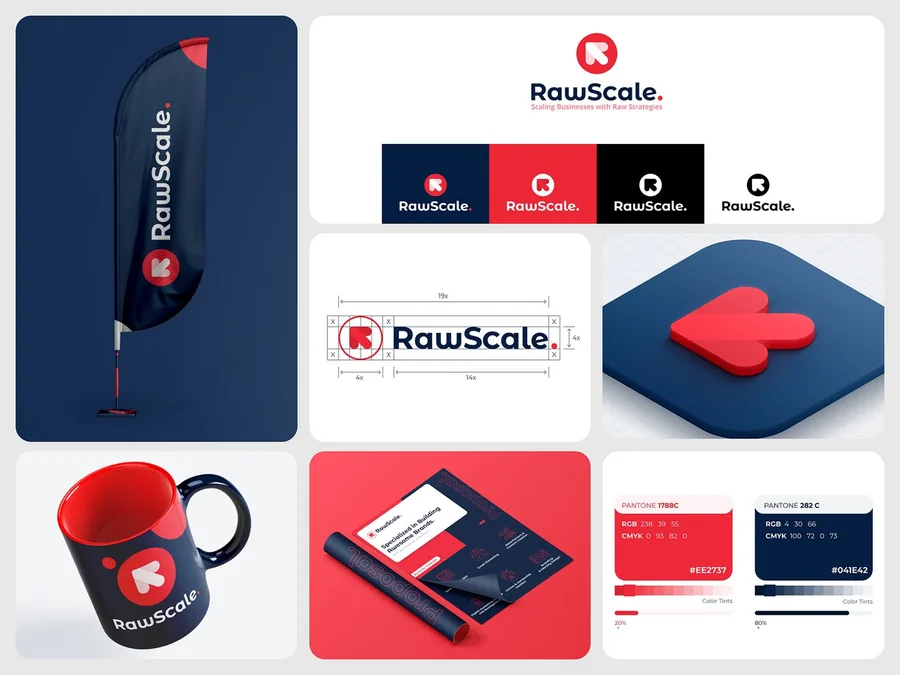 RawScale.
RawScale.
Scaling Businesses with Raw Strategies
RawScale.
RawScale.
RawScale.
RawScale.
19x
X
X
RawScale.
4x
X
X
X
4x
14x
RawScale.
RawScale.
Specialized in Building
Awesome Brands.
Proposal
Proposal
PANTONE 1788C
RGB 238 39 55
CMYK 0 93 82 0
#EE2737
Color Tints
20%
PANTONE 282 C
RGB 4 30 66
CMYK 100 72 0 73
#041E42
Color Tints
80%